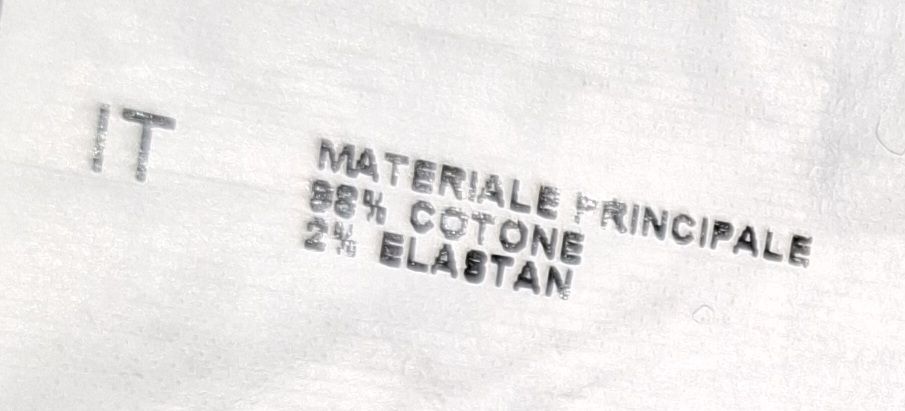 IT
MATERIALE PRINCIPALE
98% COTONE
2% ELASTAN